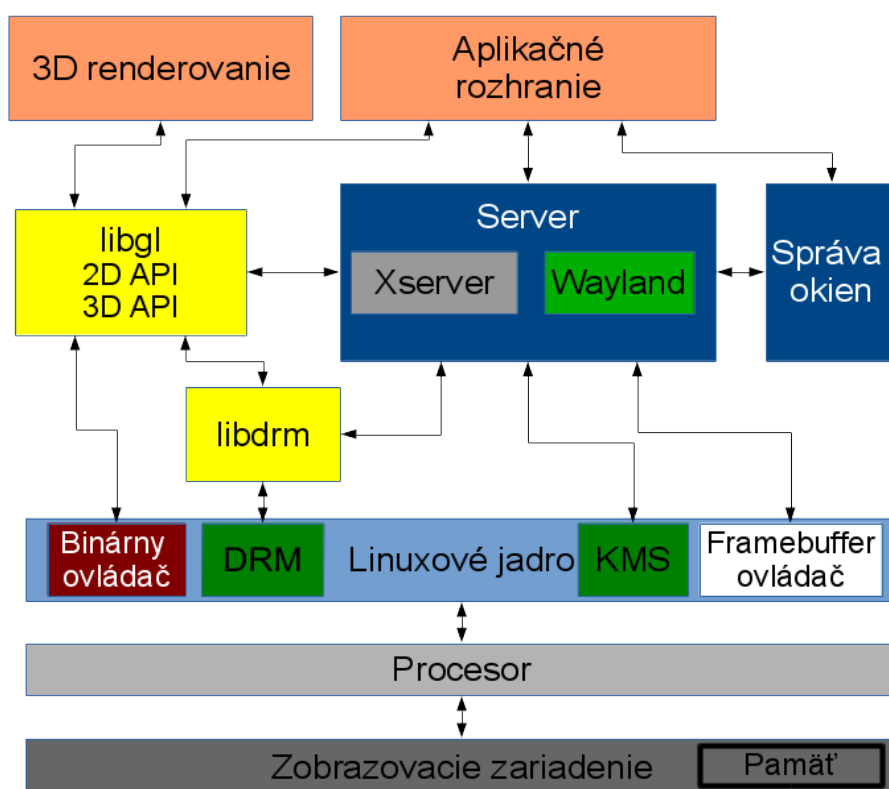 3D renderovanie
Aplikačné
rozhranie
libgl
2D API
3D API
Server
Xserver
Wayland
Správa
okien
libdrm
Binárny
ovládač
DRM
Linuxové jadro
KMS
Framebuffer
ovládač
Procesor
Zobrazovacie zariadenie
Pamäť